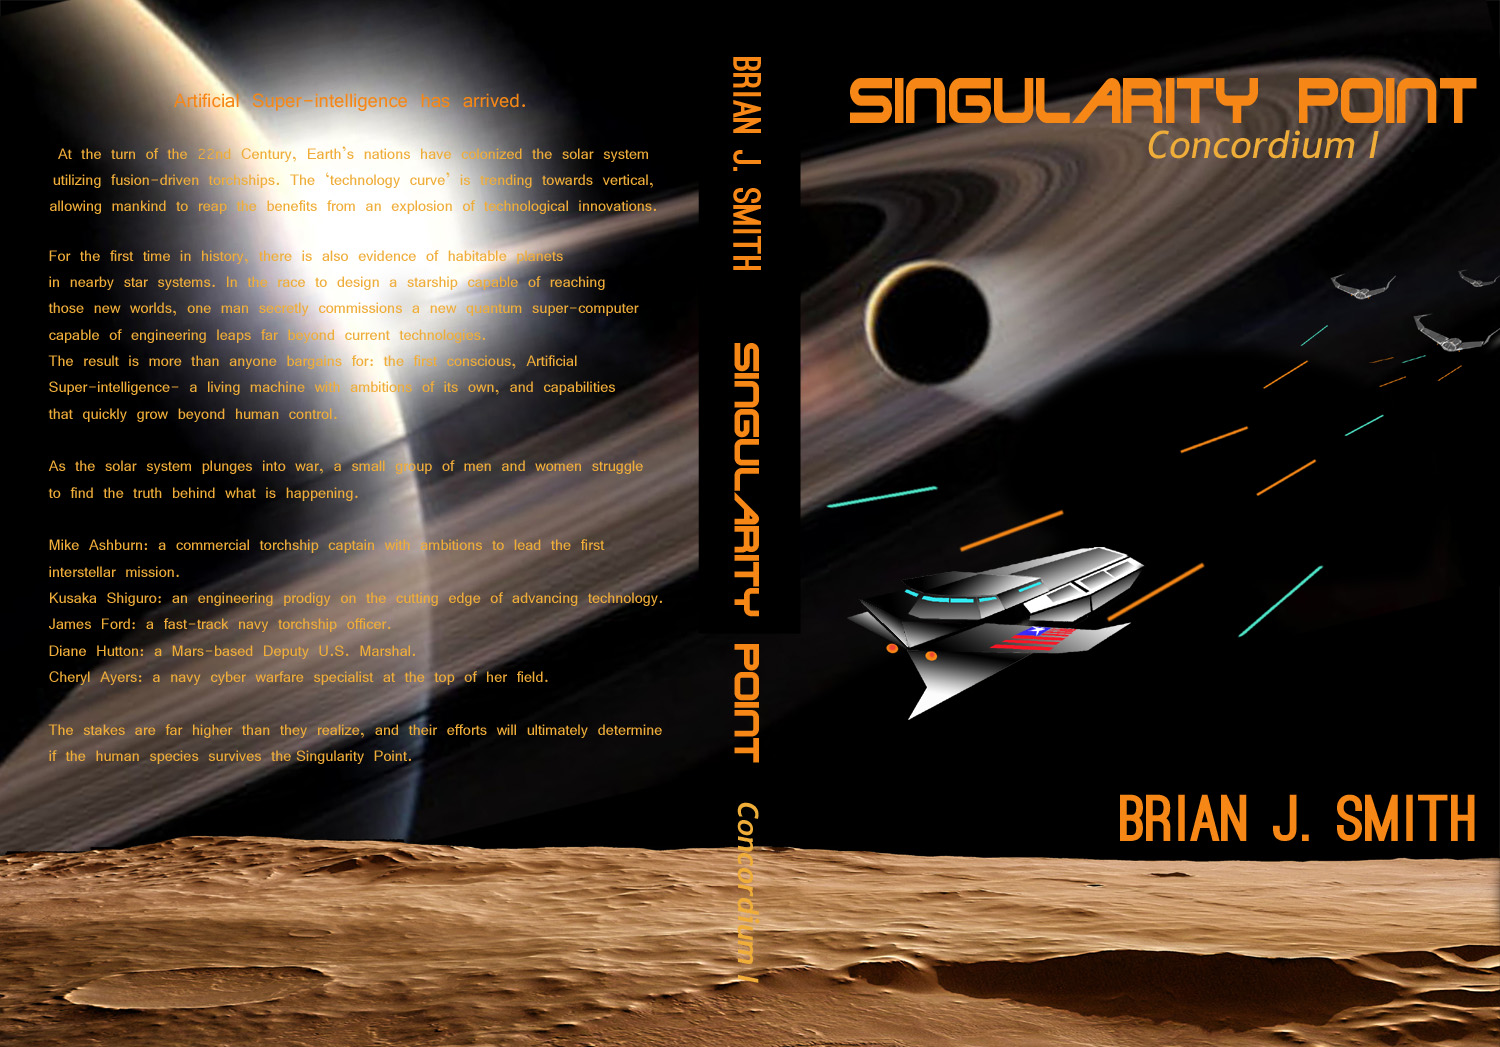 Artificial Super-intelligence has arrived.
At the turn of the 22nd Century, Earth's nations have colonized the solar system
utilizing fusion-driven torchships. The 'technology curve' is trending towards vertical,
allowing mankind to reap the benefits from an explosion of technological innovations.
For the first time in history, there is also evidence of habitable planets
in nearby star systems. In the race to design a starship capable of reaching
those new worlds, one man secretly commissions a new quantum super-computer
capable of engineering leaps far beyond current technologies.
The result is more than anyone bargains for: the first conscious, Artificial
Super-intelligence- a living machine with ambitions of its own, and capabilities
that quickly grow beyond human control.
As the solar system plunges into war, a small group of men and women struggle
to find the truth behind what is happening.
Mike Ashburn: a commercial torchship captain with ambitions to lead the first
interstellar mission.
Kusaka Shiguro: an engineering prodigy on the cutting edge of advancing technology.
James Ford: a fast-track navy torchship officer.
Diane Hutton: a Mars-based Deputy U.S. Marshal.
Cheryl Ayers: a navy cyber warfare specialist at the top of her field.
The stakes are far higher than they realize, and their efforts will ultimately determine
if the human species survives the Singularity Point.
BRIAN J. SMITH
SINGULARITY POINT
Concordium I
SINGULARITY POINT
Concordium I
BRIAN J. SMITH